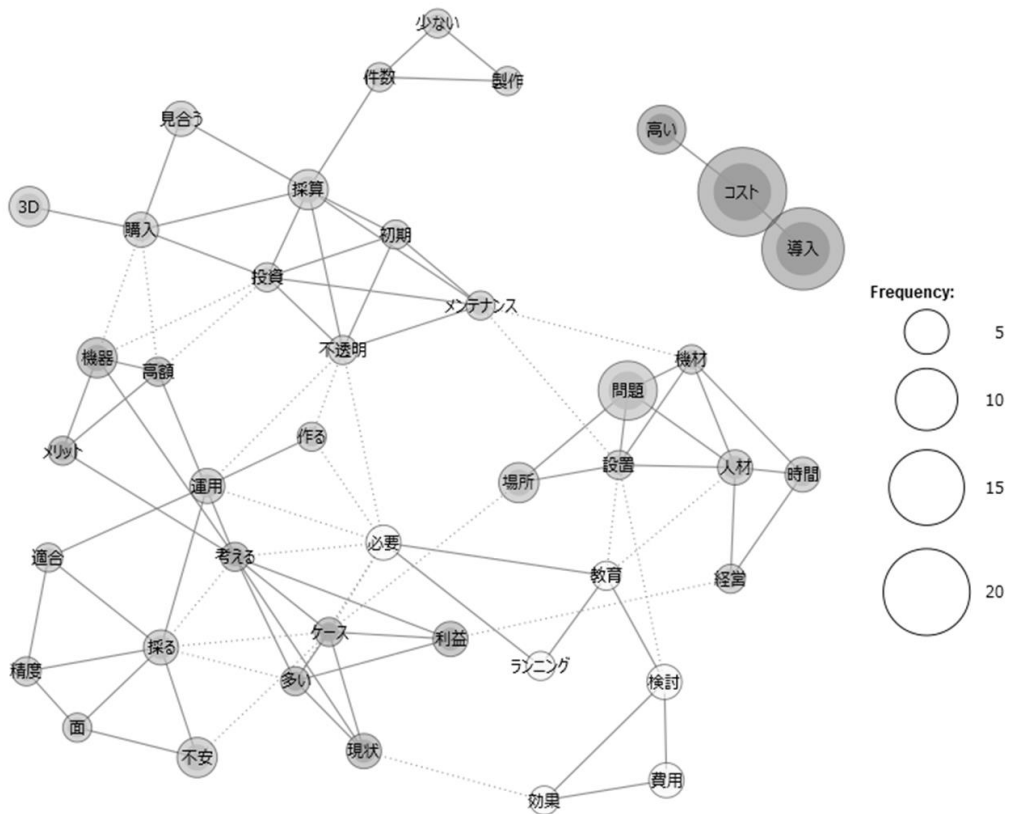 少ない
件数
製作
見合う
高い
採算
コスト
3D
購入
初期
導入
投資
Frequency:
メンテナンス
5
不透明
機器
高額
機材
問題
10
作る
メリット
設置
人材
場所
時間
運用
15
必要
適合
考える
教育
経営
20
ケース
利益
採る
ランニング
精度
多い
検討
面
不安
現状
費用
効果